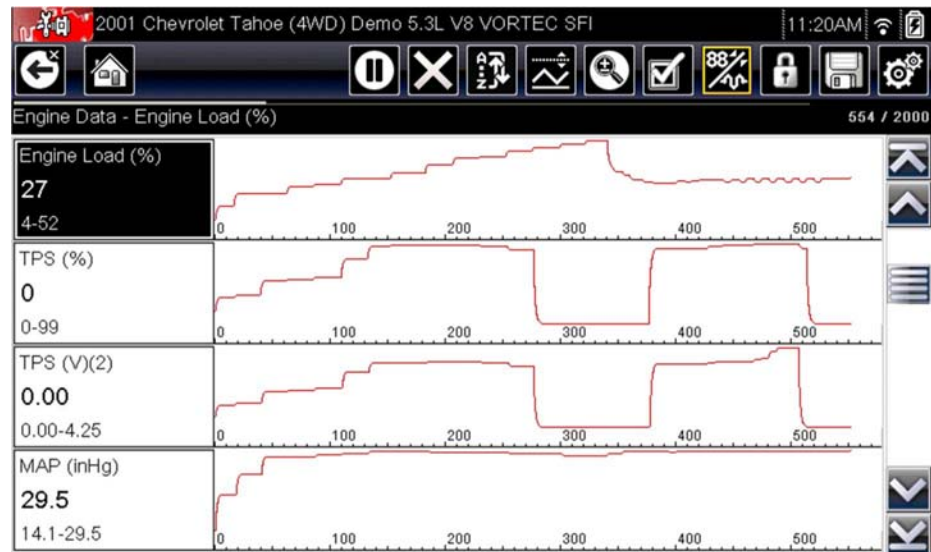 2001 Chevrolet Tahoe (4WD) Demo 5.3L V8 VORTEC SFI 11:20AM
A Z
88
Engine Data - Engine Load (%) 554 / 2000
Engine Load (%)
27
4-52
0 100 200 300 400 500
TPS (%)
0
0-99
0 100 200 300 400 500
TPS (V)(2)
0.00
0.00-4.25
0 100 200 300 400 500
MAP (inHg)
29.5
14.1-29.5
0 100 200 300 400 500